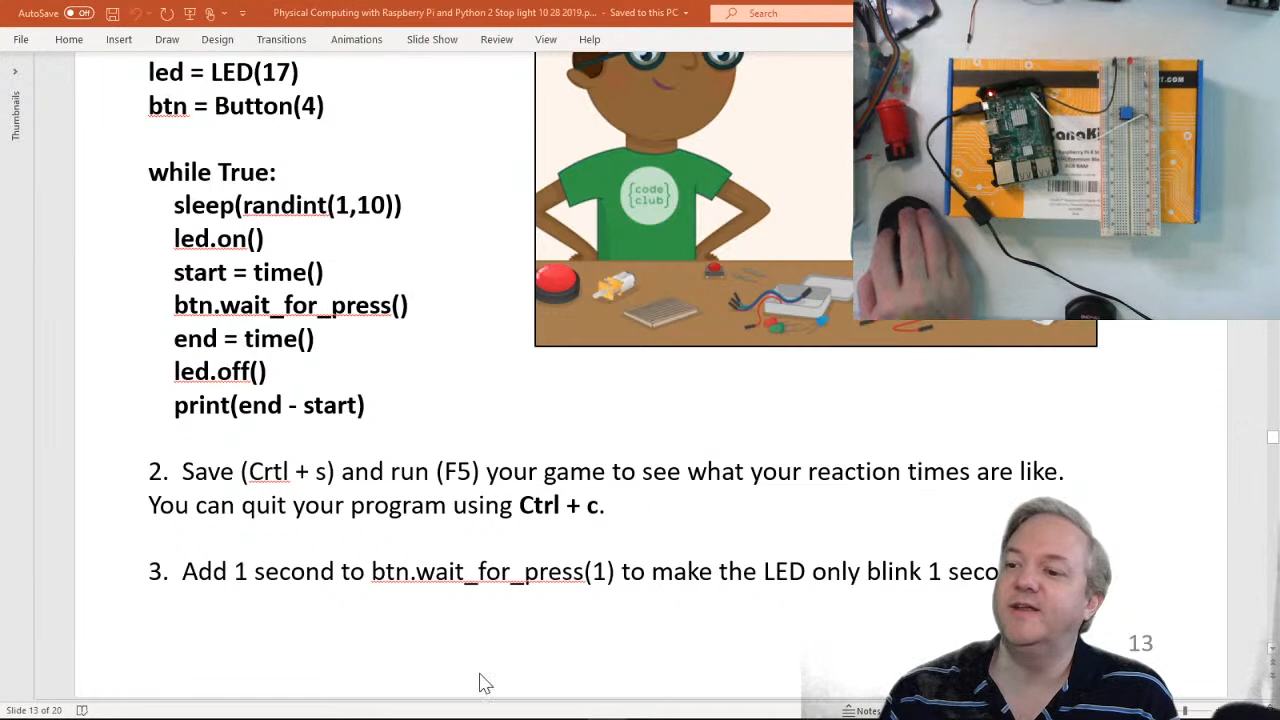 AutoSave Off
Physical Computing with Raspberry Pi and Python 2 Stop light 10 28 2019.p... - Saved to this PC
Search
File Home Insert Draw Design Transitions Animations Slide Show Review View Help
Thumbnails
led = LED(17)
btn = Button(4)
while True:
sleep(randint(1,10))
led.on()
start = time()
btn.wait_for_press()
end = time()
led.off()
print(end - start)
{code
club}
.COM
2. Save (Crtl + s) and run (F5) your game to see what your reaction times are like.
You can quit your program using Ctrl + c.
3. Add 1 second to btn.wait_for_press(1) to make the LED only blink 1 seco
13
Slide 13 of 20
Notes